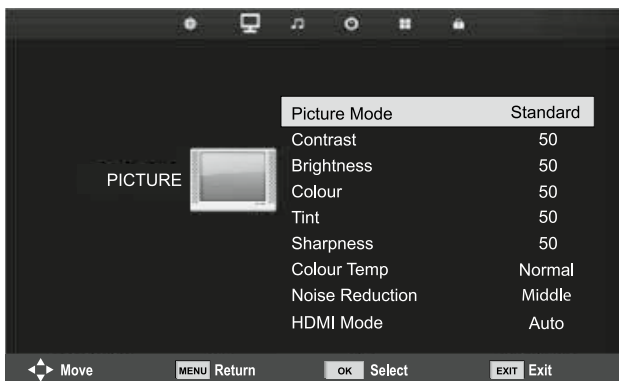 Picture Mode Standard
Contrast 50
Brightness 50
PICTURE
Colour 50
Tint 50
Sharpness 50
Colour Temp Normal
Noise Reduction Middle
HDMI Mode Auto
Move MENU Return OK Select EXIT Exit